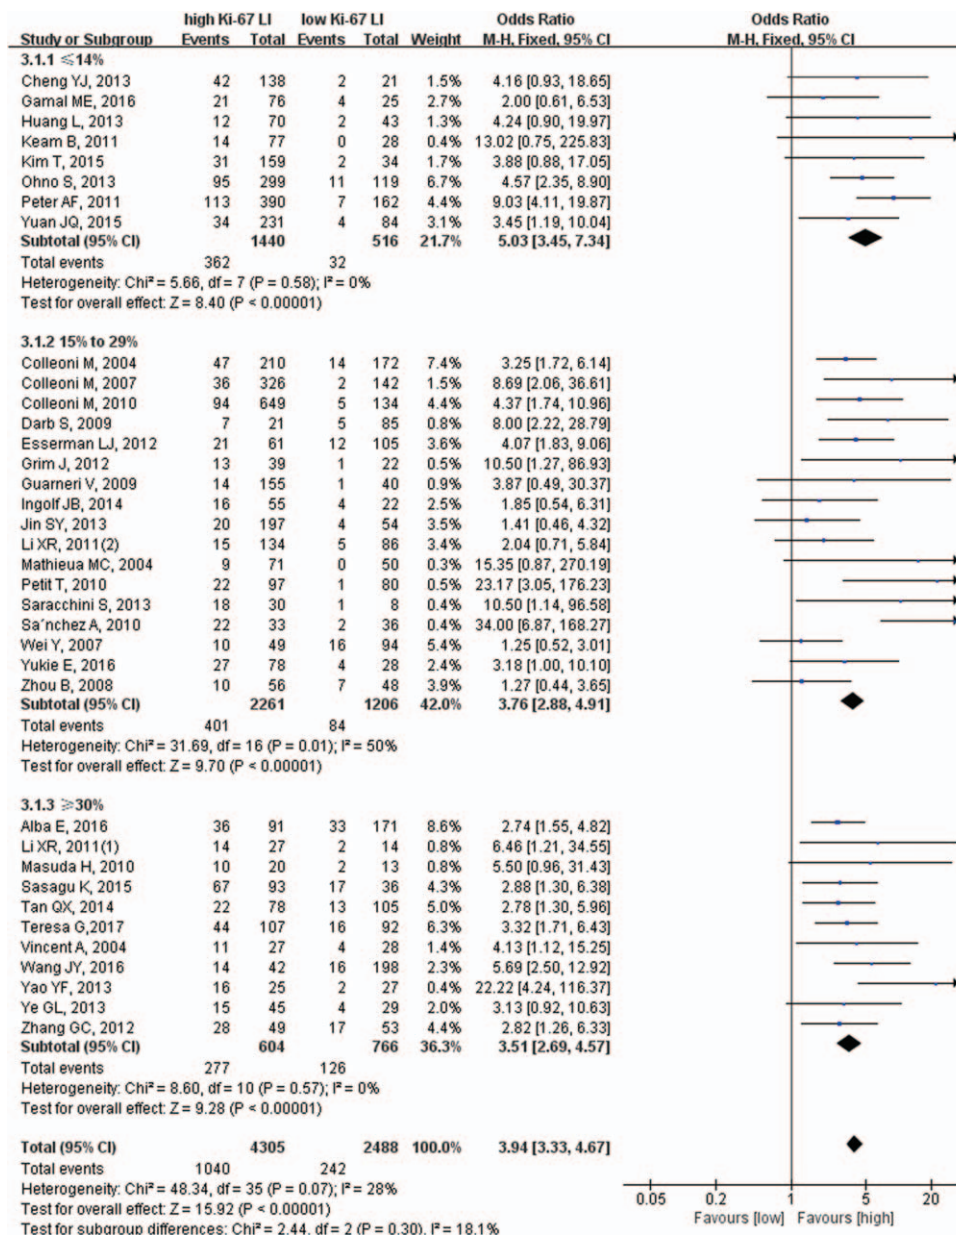 high Ki-67 LI low Ki-67 LI Odds Ratio Odds Ratio
Study or Subgroup Events Total Events Total Weight M-H, Fixed, 95% CI M-H, Fixed, 95% CI
3.1.1 ≤14%
Cheng YJ, 2013 42 138 2 21 1.5% 4.16 [0.93, 18.65]
Gamal ME, 2016 21 76 4 25 2.7% 2.00 [0.61, 6.53]
Huang L, 2013 12 70 2 43 1.3% 4.24 [0.90, 19.97]
Keam B, 2011 14 77 0 28 0.4% 13.02 [0.75, 225.83]
Kim T, 2015 31 159 2 34 1.7% 3.88 [0.88, 17.05]
Ohno S, 2013 95 299 11 119 6.7% 4.57 [2.35, 8.90]
Peter AF, 2011 113 390 7 162 4.4% 9.03 [4.11, 19.87]
Yuan JQ, 2015 34 231 4 84 3.1% 3.45 [1.19, 10.04]
Subtotal (95% CI) 1440 516 21.7% 5.03 [3.45, 7.34]
Total events 362 32
Heterogeneity: Chi² = 5.66, df = 7 (P = 0.58); I² = 0%
Test for overall effect: Z = 8.40 (P < 0.00001)
3.1.2 15% to 29%
Colleoni M, 2004 47 210 14 172 7.4% 3.25 [1.72, 6.14]
Colleoni M, 2007 36 326 2 142 1.5% 8.69 [2.06, 36.61]
Colleoni M, 2010 94 649 5 134 4.4% 4.37 [1.74, 10.96]
Darb S, 2009 7 21 5 85 0.8% 8.00 [2.22, 28.79]
Esserman LJ, 2012 21 61 12 105 3.6% 4.07 [1.83, 9.06]
Grim J, 2012 13 39 1 22 0.5% 10.50 [1.27, 86.93]
Guarneri V, 2009 14 155 1 40 0.9% 3.87 [0.49, 30.37]
Ingolf JB, 2014 16 55 4 22 2.5% 1.85 [0.54, 6.31]
Jin SY, 2013 20 197 4 54 3.5% 1.41 [0.46, 4.32]
Li XR, 2011(2) 15 134 5 86 3.4% 2.04 [0.71, 5.84]
Mathieua MC, 2004 9 71 0 50 0.3% 15.35 [0.87, 270.19]
Petit T, 2010 22 97 1 80 0.5% 23.17 [3.05, 176.23]
Saracchini S, 2013 18 30 1 8 0.4% 10.50 [1.14, 96.58]
Sa´nchez A, 2010 22 33 2 36 0.4% 34.00 [6.87, 168.27]
Wei Y, 2007 10 49 16 94 5.4% 1.25 [0.52, 3.01]
Yukie E, 2016 27 78 4 28 2.4% 3.18 [1.00, 10.10]
Zhou B, 2008 10 56 7 48 3.9% 1.27 [0.44, 3.65]
Subtotal (95% CI) 2261 1206 42.0% 3.76 [2.88, 4.91]
Total events 401 84
Heterogeneity: Chi² = 31.69, df = 16 (P = 0.01); I² = 50%
Test for overall effect: Z = 9.70 (P < 0.00001)
3.1.3 ≥30%
Alba E, 2016 36 91 33 171 8.6% 2.74 [1.55, 4.82]
Li XR, 2011(1) 14 27 2 14 0.8% 6.46 [1.21, 34.55]
Masuda H, 2010 10 20 2 13 0.8% 5.50 [0.96, 31.43]
Sasagu K, 2015 67 93 17 36 4.3% 2.88 [1.30, 6.38]
Tan QX, 2014 22 78 13 105 5.0% 2.78 [1.30, 5.96]
Teresa G,2017 44 107 16 92 6.3% 3.32 [1.71, 6.43]
Vincent A, 2004 11 27 4 28 1.4% 4.13 [1.12, 15.25]
Wang JY, 2016 14 42 16 198 2.3% 5.69 [2.50, 12.92]
Yao YF, 2013 16 25 2 27 0.4% 22.22 [4.24, 116.37]
Ye GL, 2013 15 45 4 29 2.0% 3.13 [0.92, 10.63]
Zhang GC, 2012 28 49 17 53 4.4% 2.82 [1.26, 6.33]
Subtotal (95% CI) 604 766 36.3% 3.51 [2.69, 4.57]
Total events 277 126
Heterogeneity: Chi² = 8.60, df = 10 (P = 0.57); I² = 0%
Test for overall effect: Z = 9.28 (P < 0.00001)
Total (95% CI) 4305 2488 100.0% 3.94 [3.33, 4.67]
Total events 1040 242
Heterogeneity: Chi² = 48.34, df = 35 (P = 0.07); I² = 28%
Test for overall effect: Z = 15.92 (P < 0.00001)
Test for subgroup differences: Chi² = 2.44, df = 2 (P = 0.30), I² = 18.1%
0.05 0.2 1 5 20
Favours [low] Favours [high]